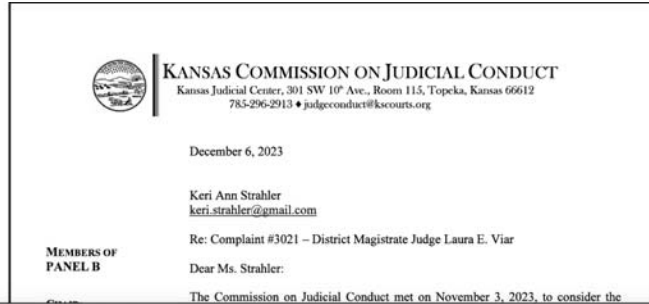 KANSAS COMMISSION ON JUDICIAL CONDUCT
Kansas Judicial Center, 301 SW 10th Ave., Room 115, Topeka, Kansas 66612
785-296-2913 ♦ judgeconduct@kscourts.org
December 6, 2023
Keri Ann Strahler
keri.strahler@gmail.com
Re: Complaint #3021 – District Magistrate Judge Laura E. Viar
MEMBERS OF
PANEL B
Dear Ms. Strahler:
The Commission on Judicial Conduct met on November 3, 2023, to consider the